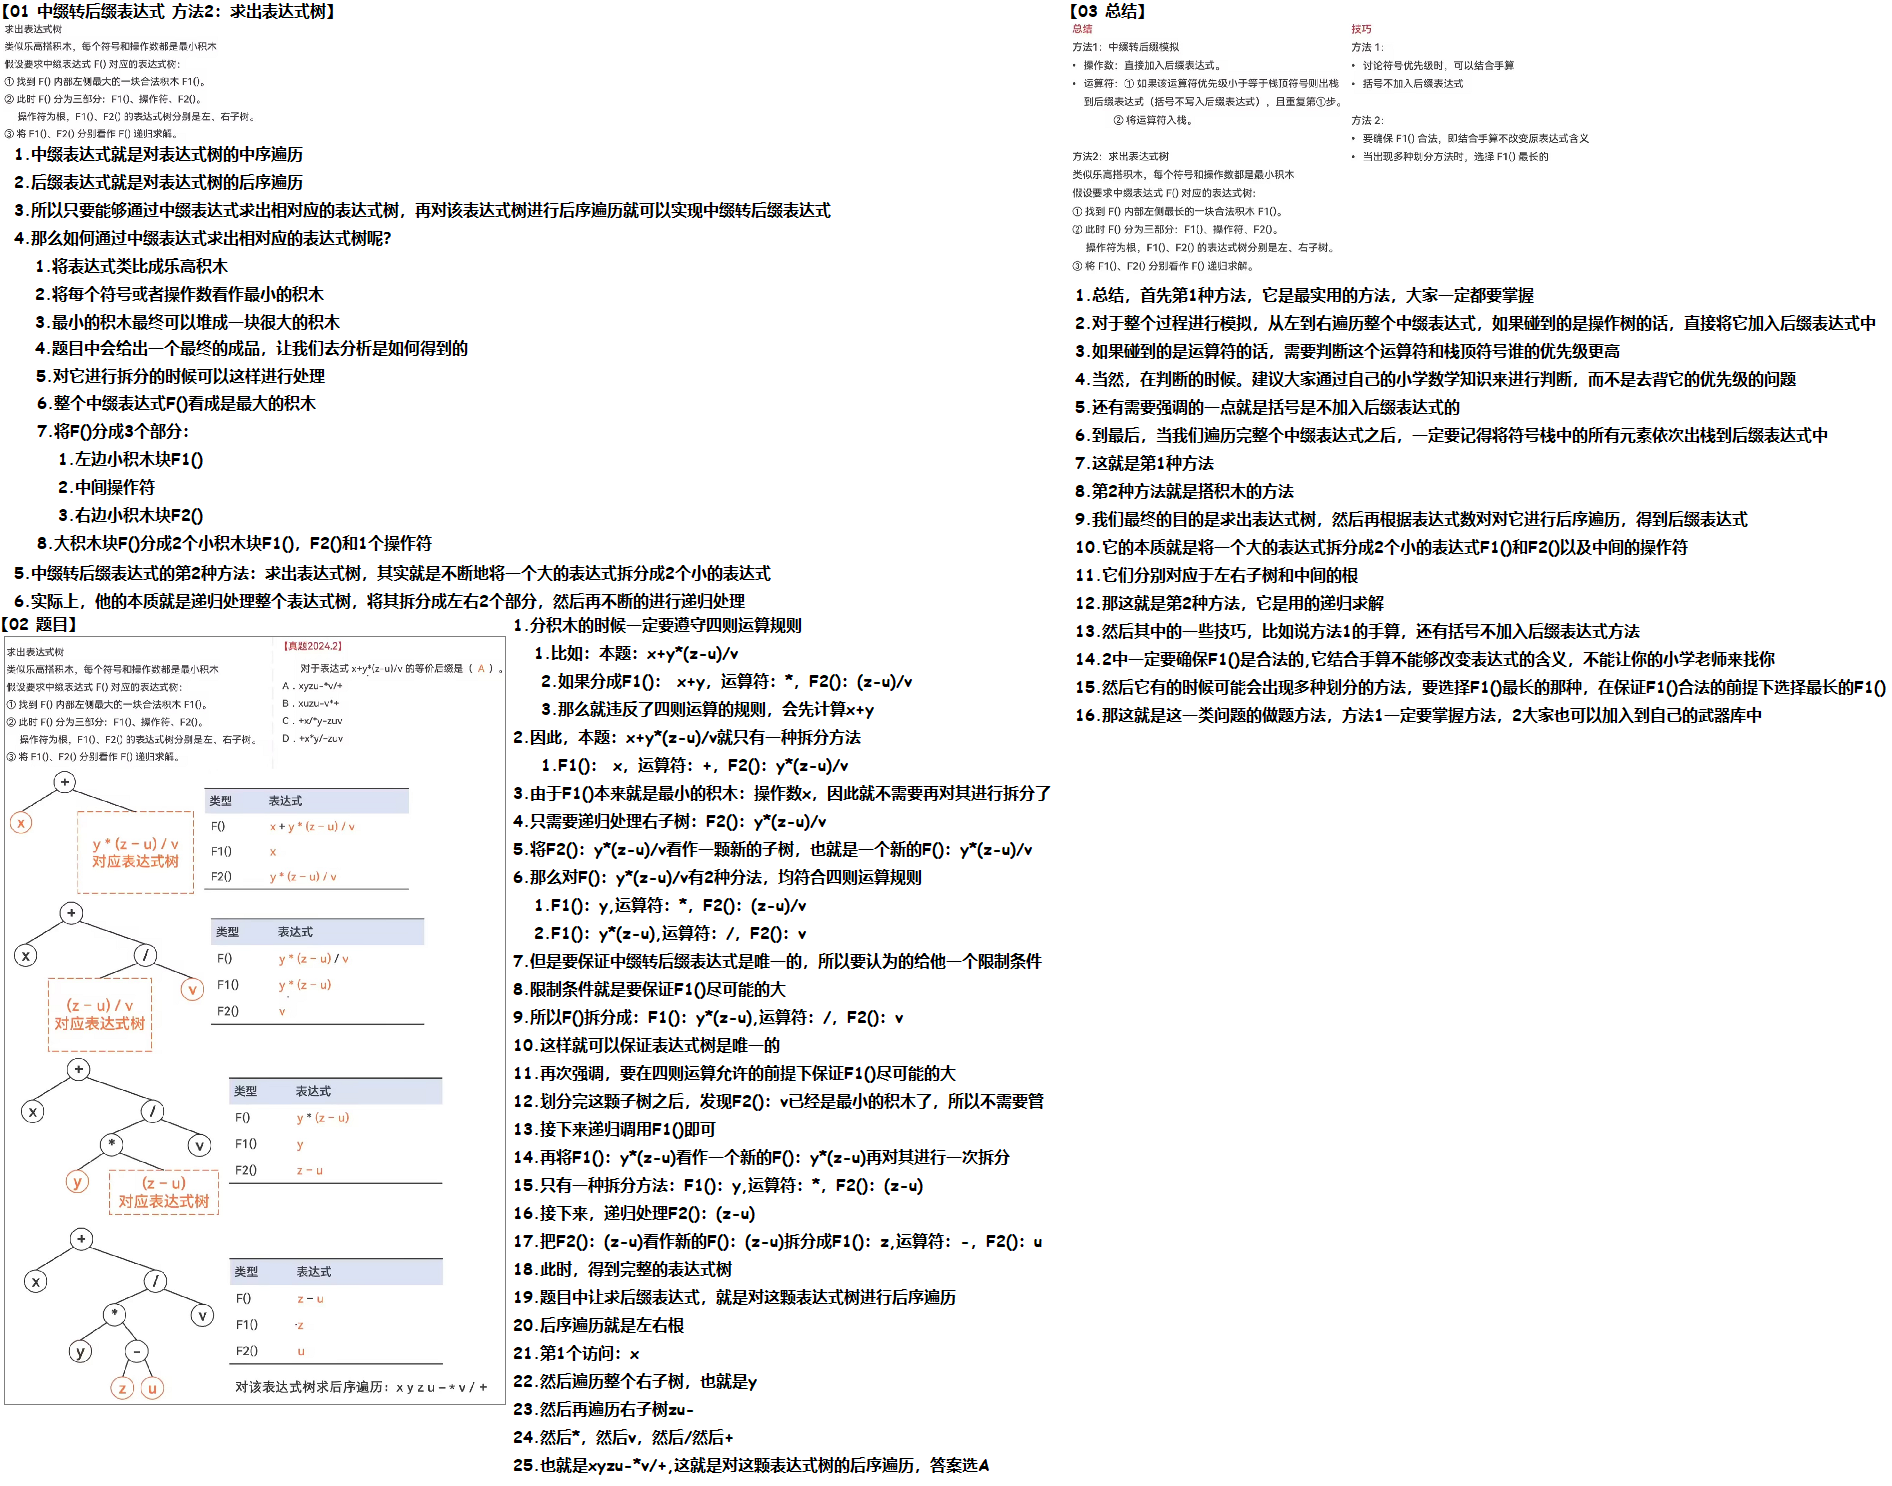 【01 中缀转后缀表达式 方法2：求出表达式树】
求出表达式树
类似乐高搭积木，每个符号和操作数都是最小积木
假设要求中缀表达式 F() 对应的表达式树：
① 找到 F() 内部左侧最大的一块合法积木 F1()。
② 此时 F() 分为三部分：F1()、操作符、F2()。
操作符为根，F1()、F2() 的表达式树分别是左、右子树。
③ 将 F1()、F2() 分别看作 F() 递归求解。
1.中缀表达式就是对表达式树的中序遍历
2.后缀表达式就是对表达式树的后序遍历
3.所以只要能够通过中缀表达式求出相对应的表达式树，再对该表达式树进行后序遍历就可以实现中缀转后缀表达式
4.那么如何通过中缀表达式求出相对应的表达式树呢？
1.将表达式类比成乐高积木
2.将每个符号或者操作数看作最小的积木
3.最小的积木最终可以堆成一块很大的积木
4.题目中会给出一个最终的成品，让我们去分析是如何得到的
5.对它进行拆分的时候可以这样进行处理
6.整个中缀表达式F()看成是最大的积木
7.将F()分成3个部分：
1.左边小积木块F1()
2.中间操作符
3.右边小积木块F2()
8.大积木块F()分成2个小积木块F1()，F2()和1个操作符
5.中缀转后缀表达式的第2种方法：求出表达式树，其实就是不断地将一个大的表达式拆分成2个小的表达式
6.实际上，他的本质就是递归处理整个表达式树，将其拆分成左右2个部分，然后再不断的进行递归处理
【02 题目】
求出表达式树
类似乐高搭积木，每个符号和操作数都是最小积木
假设要求中缀表达式 F() 对应的表达式树：
① 找到 F() 内部左侧最大的一块合法积木 F1()。
② 此时 F() 分为三部分：F1()、操作符、F2()。
操作符为根，F1()、F2() 的表达式树分别是左、右子树。
③ 将 F1()、F2() 分别看作 F() 递归求解。
【真题2024.2】
对于表达式 x+y*(z-u)/v 的等价后缀是（ A ）。
A . xyzu-*v/+
B . xuzu-v*+
C . +x/*y-zuv
D . +x*y/-zuv
+
x
y * (z − u) / v
对应表达式树
类型 表达式
F() x + y * (z − u) / v
F1() x
F2() y * (z − u) / v
+
x /
(z − u) / v
对应表达式树
v
类型 表达式
F() y * (z − u) / v
F1() y * (z − u)
F2() v
+
x /
* v
y
(z − u)
对应表达式树
类型 表达式
F() y * (z − u)
F1() y
F2() z − u
+
x /
* v
y −
z u
类型 表达式
F() z − u
F1() z
F2() u
对该表达式树求后序遍历：x y z u − * v / +
1.分积木的时候一定要遵守四则运算规则
1.比如：本题：x+y*(z-u)/v
2.如果分成F1()： x+y，运算符：*，F2()：(z-u)/v
3.那么就违反了四则运算的规则，会先计算x+y
2.因此，本题：x+y*(z-u)/v就只有一种拆分方法
1.F1()： x，运算符：+，F2()：y*(z-u)/v
3.由于F1()本来就是最小的积木：操作数x，因此就不需要再对其进行拆分了
4.只需要递归处理右子树：F2()：y*(z-u)/v
5.将F2()：y*(z-u)/v看作一颗新的子树，也就是一个新的F()：y*(z-u)/v
6.那么对F()：y*(z-u)/v有2种分法，均符合四则运算规则
1.F1()：y,运算符：*，F2()：(z-u)/v
2.F1()：y*(z-u),运算符：/，F2()：v
7.但是要保证中缀转后缀表达式是唯一的，所以要认为的给他一个限制条件
8.限制条件就是要保证F1()尽可能的大
9.所以F()拆分成：F1()：y*(z-u),运算符：/，F2()：v
10.这样就可以保证表达式树是唯一的
11.再次强调，要在四则运算允许的前提下保证F1()尽可能的大
12.划分完这颗子树之后，发现F2()：v已经是最小的积木了，所以不需要管
13.接下来递归调用F1()即可
14.再将F1()：y*(z-u)看作一个新的F()：y*(z-u)再对其进行一次拆分
15.只有一种拆分方法：F1()：y,运算符：*，F2()：(z-u)
16.接下来，递归处理F2()：(z-u)
17.把F2()：(z-u)看作新的F()：(z-u)拆分成F1()：z,运算符：-，F2()：u
18.此时，得到完整的表达式树
19.题目中让求后缀表达式，就是对这颗表达式树进行后序遍历
20.后序遍历就是左右根
21.第1个访问：x
22.然后遍历整个右子树，也就是y
23.然后再遍历右子树zu-
24.然后*，然后v，然后/然后+
25.也就是xyzu-*v/+,这就是对这颗表达式树的后序遍历，答案选A
【03 总结】
总结
方法1：中缀转后缀模拟
• 操作数：直接加入后缀表达式。
• 运算符：① 如果该运算符优先级小于等于栈顶符号则出栈
到后缀表达式（括号不写入后缀表达式），且重复第①步。
② 将运算符入栈。
方法2：求出表达式树
类似乐高搭积木，每个符号和操作数都是最小积木
假设要求中缀表达式 F() 对应的表达式树：
① 找到 F() 内部左侧最长的一块合法积木 F1()。
② 此时 F() 分为三部分：F1()、操作符、F2()。
操作符为根，F1()、F2() 的表达式树分别是左、右子树。
③ 将 F1()、F2() 分别看作 F() 递归求解。
技巧
方法 1：
• 讨论符号优先级时，可以结合手算
• 括号不加入后缀表达式
方法 2：
• 要确保 F1() 合法，即结合手算不改变原表达式含义
• 当出现多种划分方法时，选择 F1() 最长的
1.总结，首先第1种方法，它是最实用的方法，大家一定都要掌握
2.对于整个过程进行模拟，从左到右遍历整个中缀表达式，如果碰到的是操作树的话，直接将它加入后缀表达式中
3.如果碰到的是运算符的话，需要判断这个运算符和栈顶符号谁的优先级更高
4.当然，在判断的时候。建议大家通过自己的小学数学知识来进行判断，而不是去背它的优先级的问题
5.还有需要强调的一点就是括号是不加入后缀表达式的
6.到最后，当我们遍历完整个中缀表达式之后，一定要记得将符号栈中的所有元素依次出栈到后缀表达式中
7.这就是第1种方法
8.第2种方法就是搭积木的方法
9.我们最终的目的是求出表达式树，然后再根据表达式数对对它进行后序遍历，得到后缀表达式
10.它的本质就是将一个大的表达式拆分成2个小的表达式F1()和F2()以及中间的操作符
11.它们分别对应于左右子树和中间的根
12.那这就是第2种方法，它是用的递归求解
13.然后其中的一些技巧，比如说方法1的手算，还有括号不加入后缀表达式方法
14.2中一定要确保F1()是合法的,它结合手算不能够改变表达式的含义，不能让你的小学老师来找你
15.然后它有的时候可能会出现多种划分的方法，要选择F1()最长的那种，在保证F1()合法的前提下选择最长的F1()
16.那这就是这一类问题的做题方法，方法1一定要掌握方法，2大家也可以加入到自己的武器库中